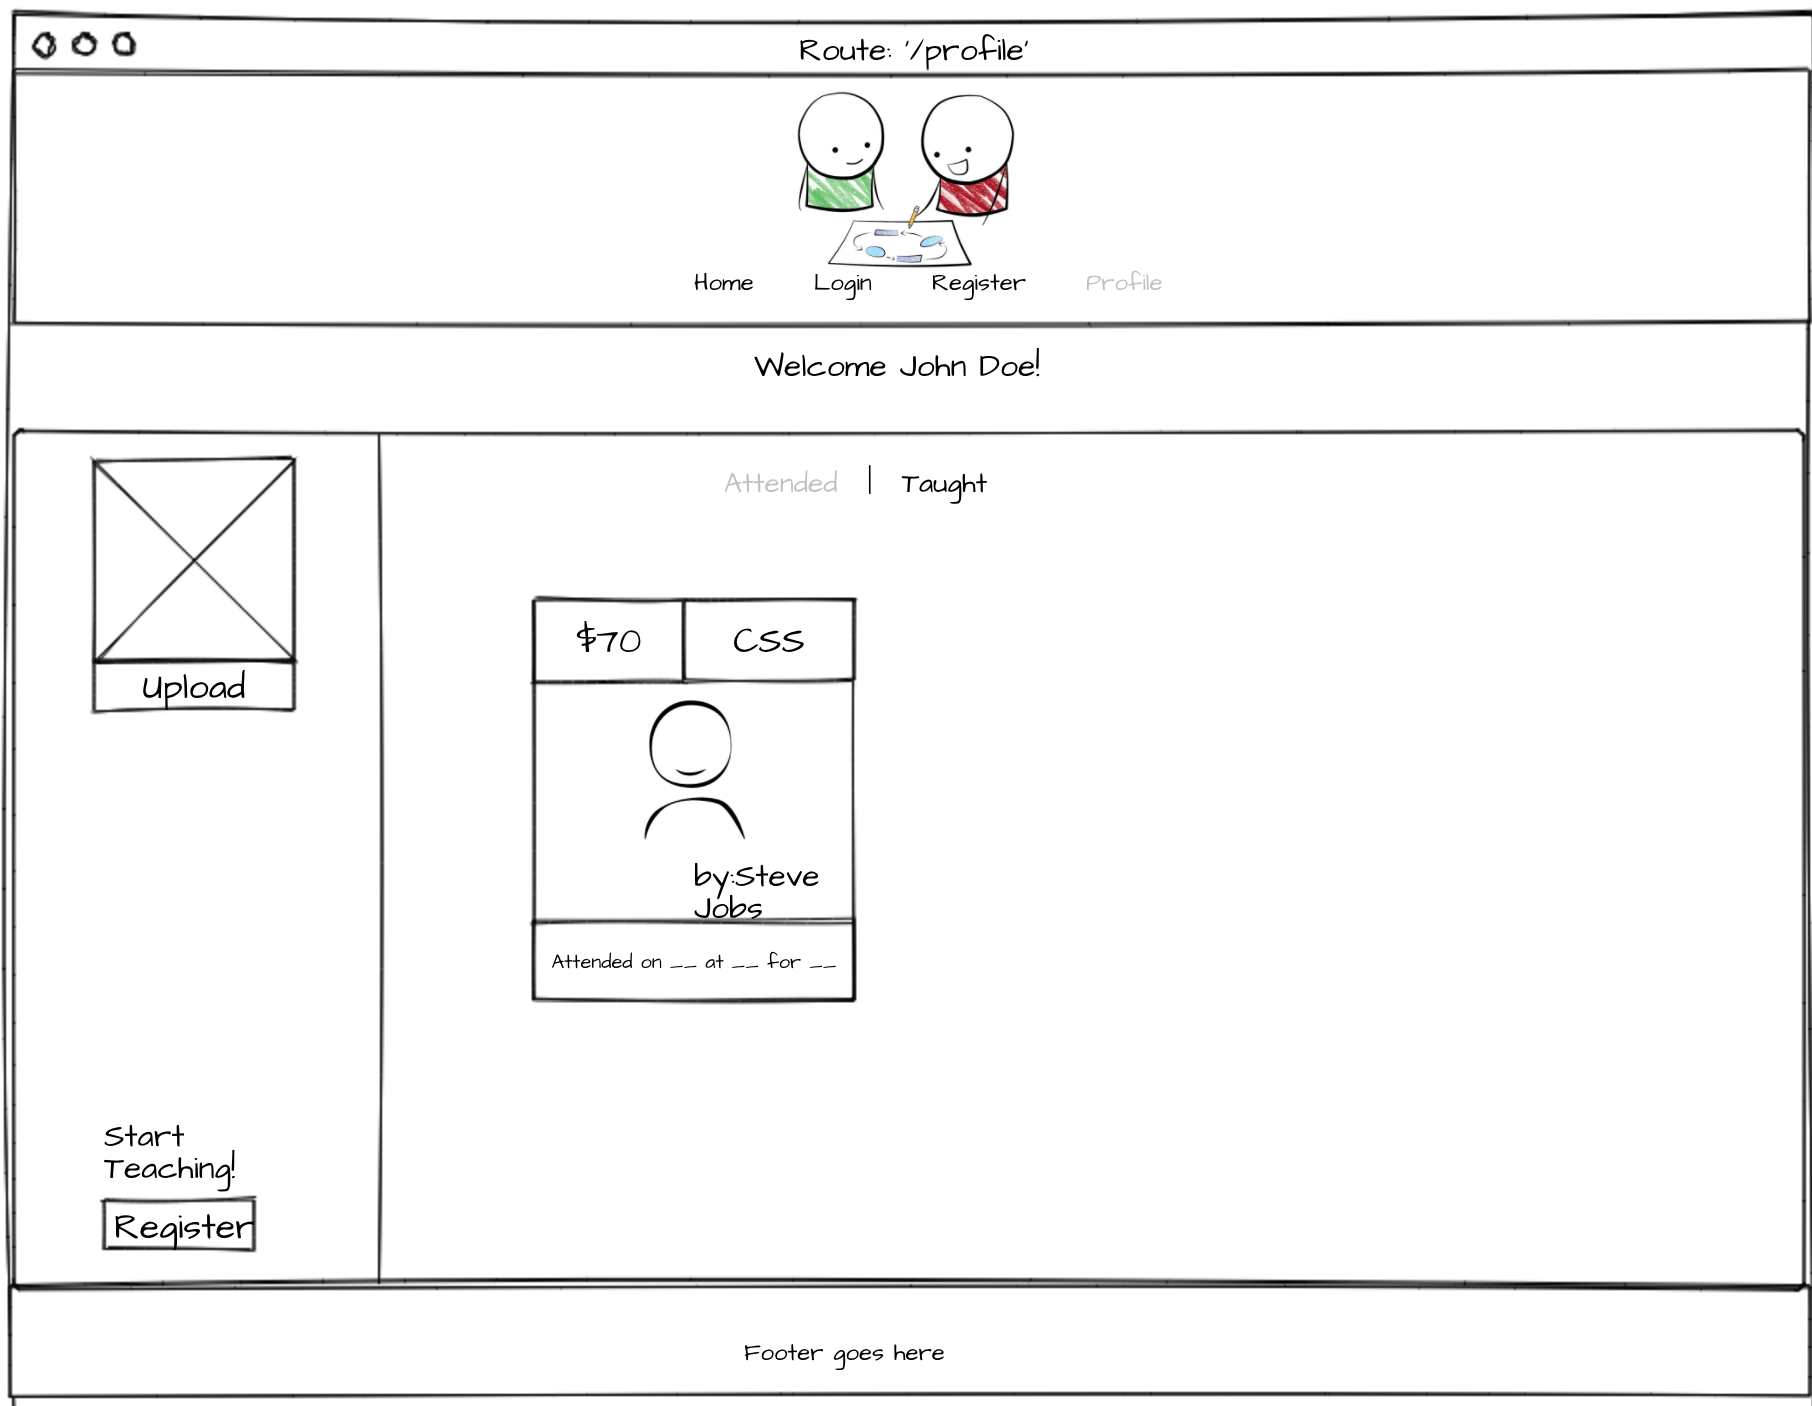 Route: '/profile'
Home Login Register Profile
Welcome John Doe!
Attended | Taught
Upload
$70 CSS
by:Steve
Jobs
Attended on __ at __ for __
Start
Teaching!
Register
Footer goes here